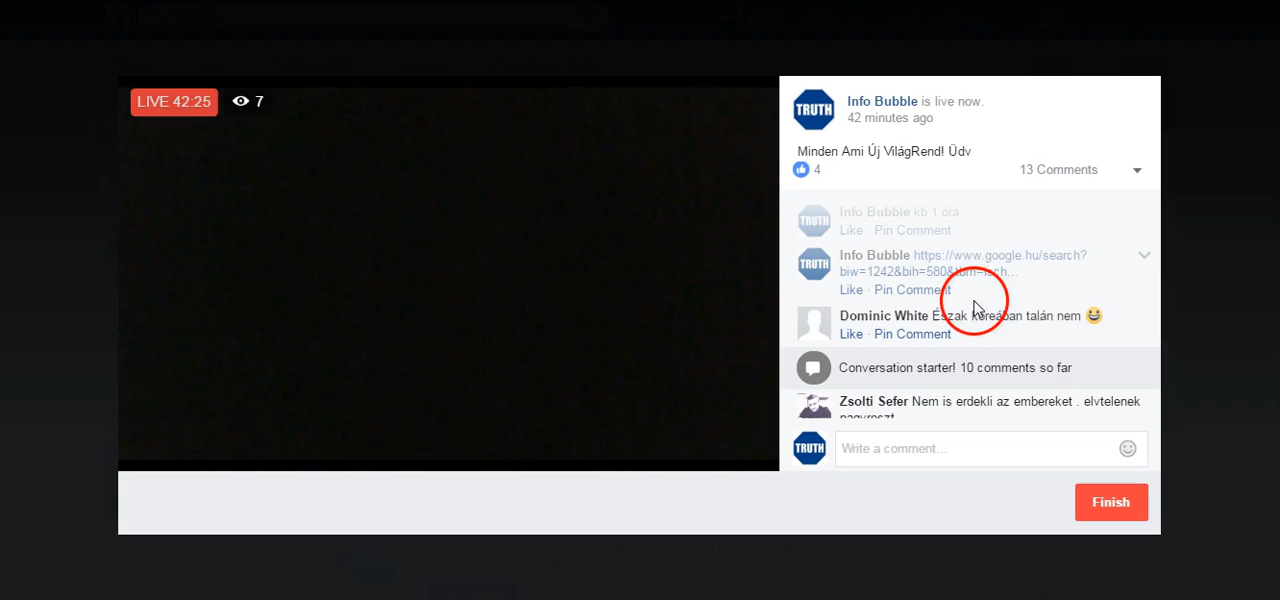 LIVE 42:25
7
TRUTH
Info Bubble is live now.
42 minutes ago
Minden Ami Új VilágRend! Üdv
4
13 Comments
TRUTH
Info Bubble kb 1 óra
Like · Pin Comment
TRUTH
Info Bubble https://www.google.hu/search?
biw=1242&bih=580&tbm=isch...
Like · Pin Comment
Dominic White Észak koreában talán nem
Like · Pin Comment
Conversation starter! 10 comments so far
Zsolti Sefer Nem is erdekli az embereket . elvtelenek
nagyreszt
TRUTH
Write a comment...
Finish